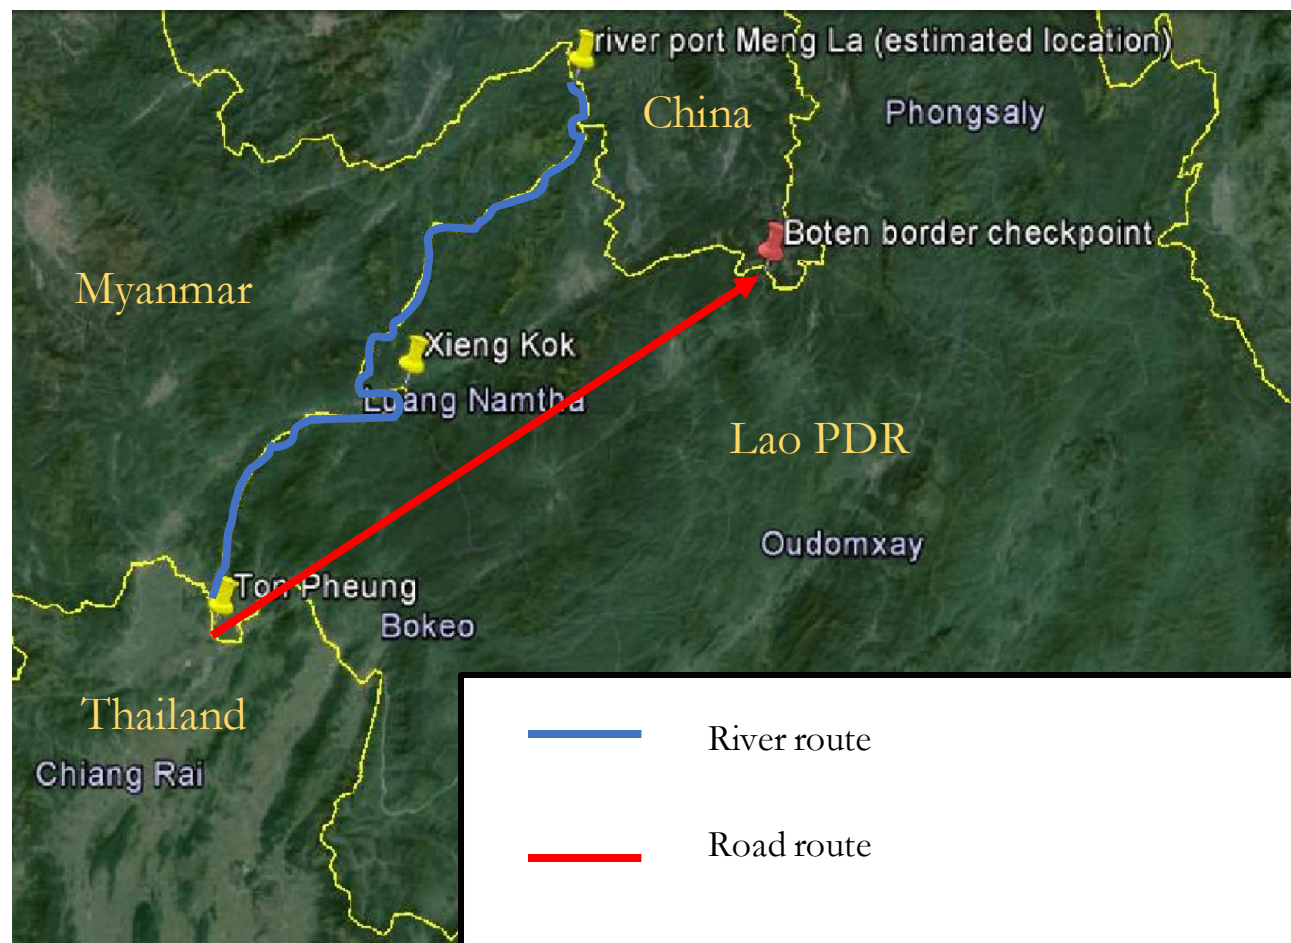 river port Meng La (estimated location)
China
Phongsaly
Boten border checkpoint
Myanmar
Xieng Kok
Luang Namtha
Lao PDR
Oudomxay
Ton Pheung
Bokeo
Thailand
Chiang Rai
River route
Road route